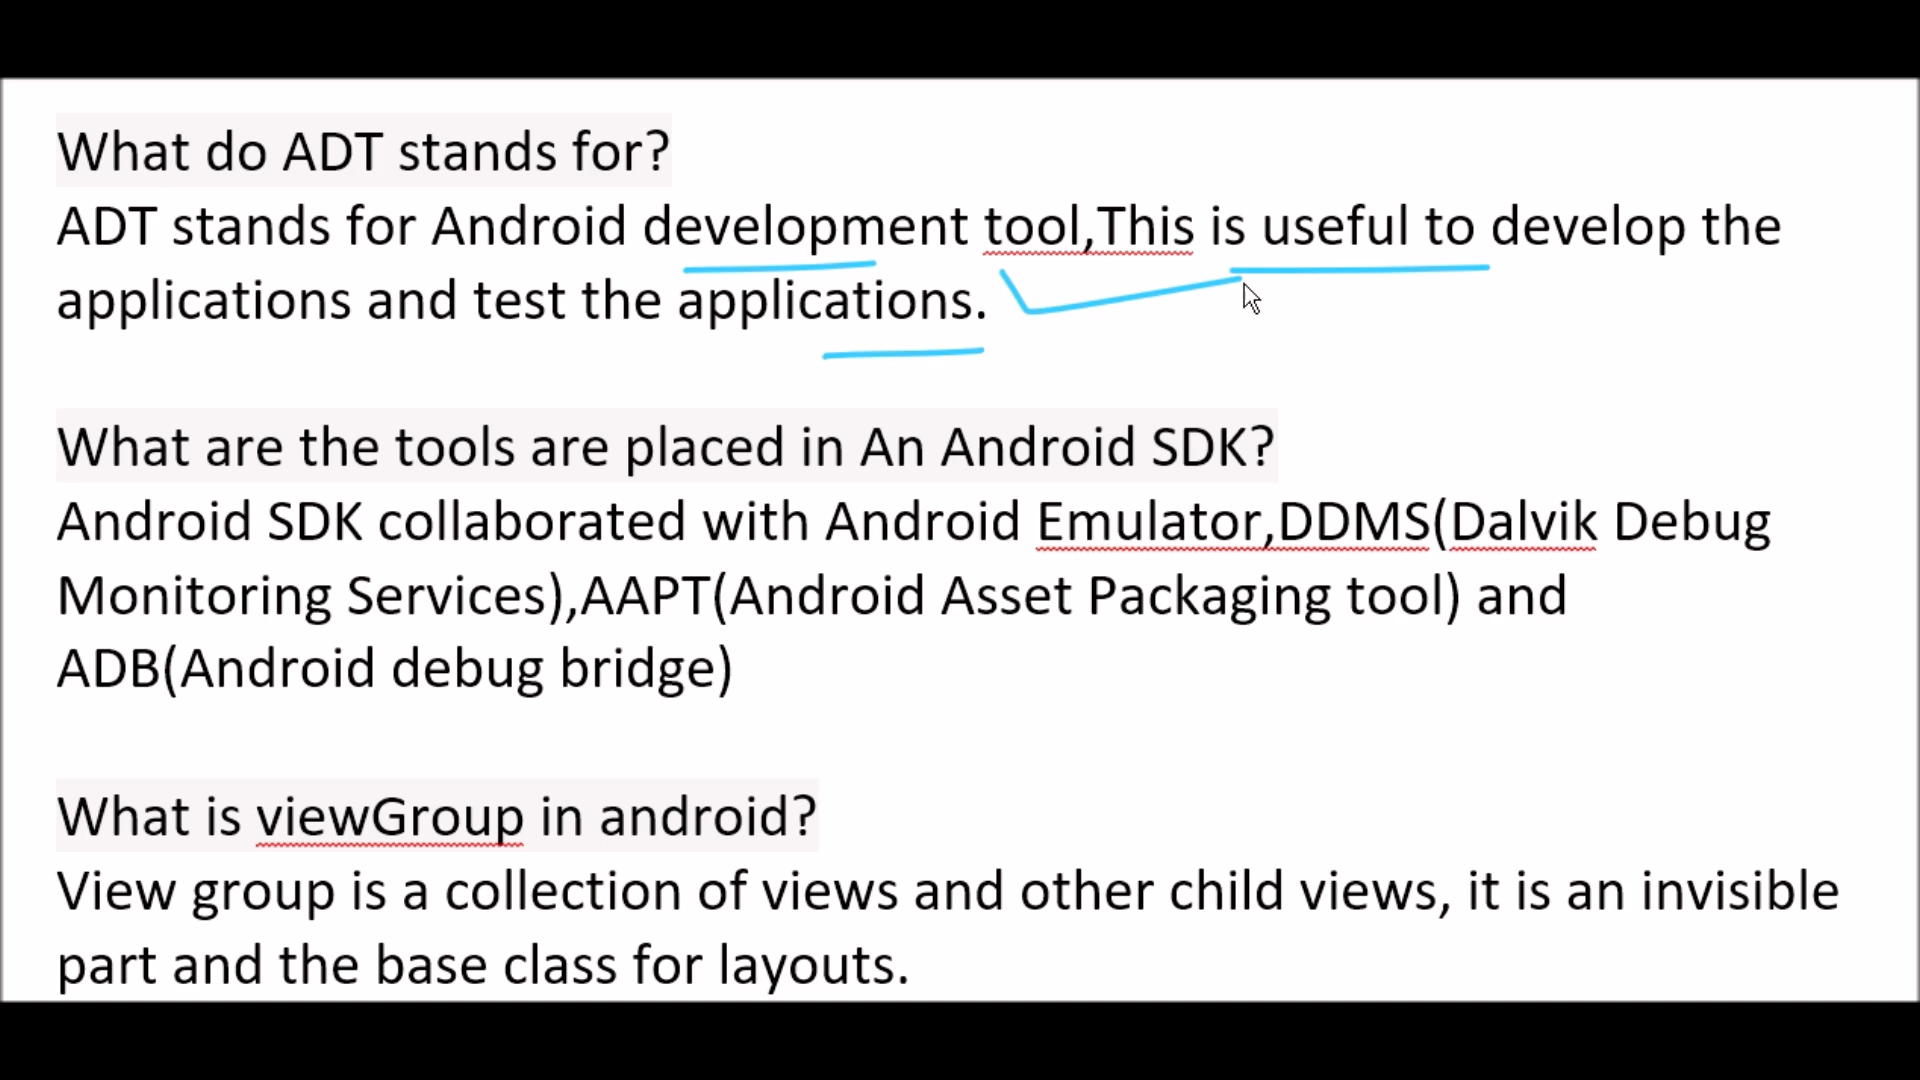 What do ADT stands for?
ADT stands for Android development tool,This is useful to develop the
applications and test the applications.
What are the tools are placed in An Android SDK?
Android SDK collaborated with Android Emulator,DDMS(Dalvik Debug
Monitoring Services),AAPT(Android Asset Packaging tool) and
ADB(Android debug bridge)
What is viewGroup in android?
View group is a collection of views and other child views, it is an invisible
part and the base class for layouts.